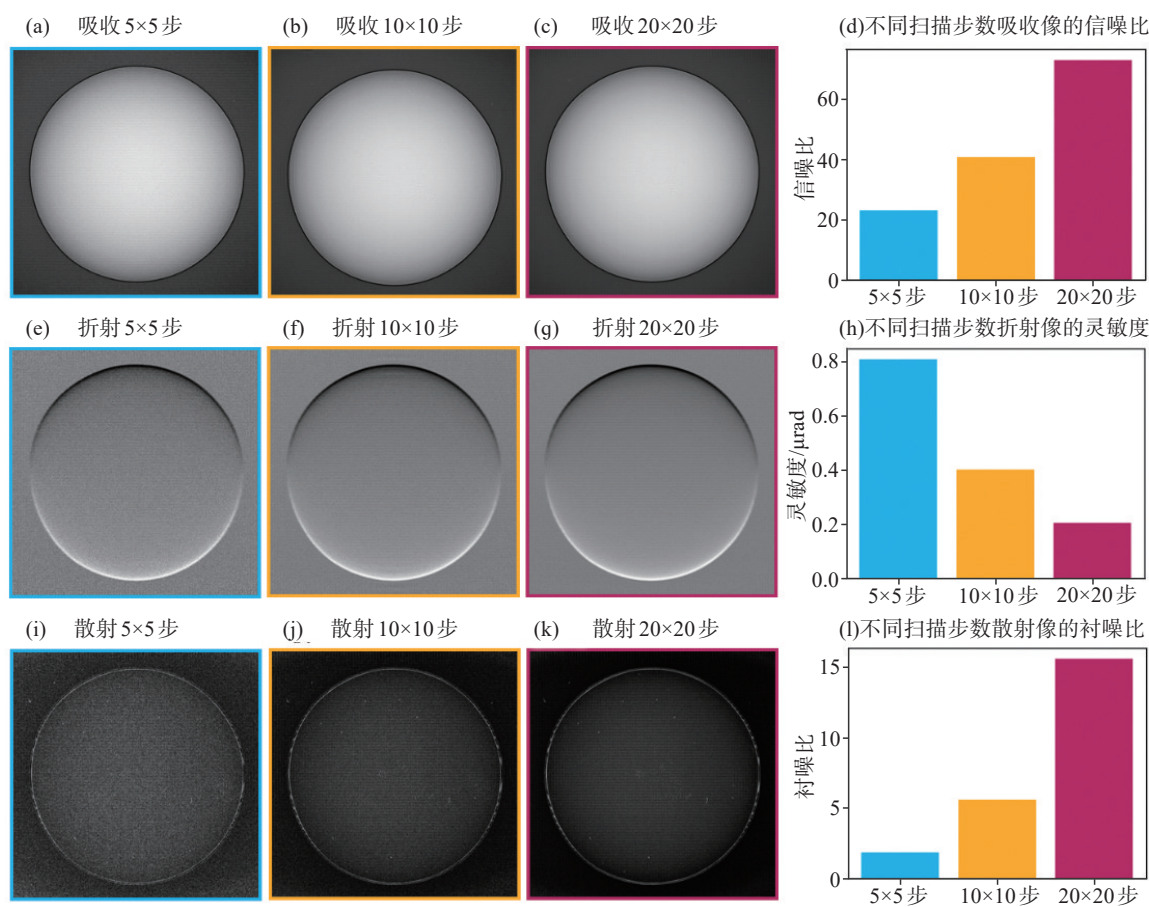 (a) 吸收 5×5 步
(b) 吸收 10×10 步
(c) 吸收 20×20 步
(d)不同扫描步数吸收像的信噪比
信噪比
60
40
20
0
5×5 步
10×10 步
20×20 步
(e) 折射 5×5 步
(f) 折射 10×10 步
(g) 折射 20×20 步
(h)不同扫描步数折射像的灵敏度
灵敏度/μrad
0.8
0.6
0.4
0.2
0.0
5×5 步
10×10 步
20×20 步
(i) 散射 5×5 步
(j) 散射 10×10 步
(k) 散射 20×20 步
(l)不同扫描步数散射像的衬噪比
衬噪比
15
10
5
0
5×5 步
10×10 步
20×20 步